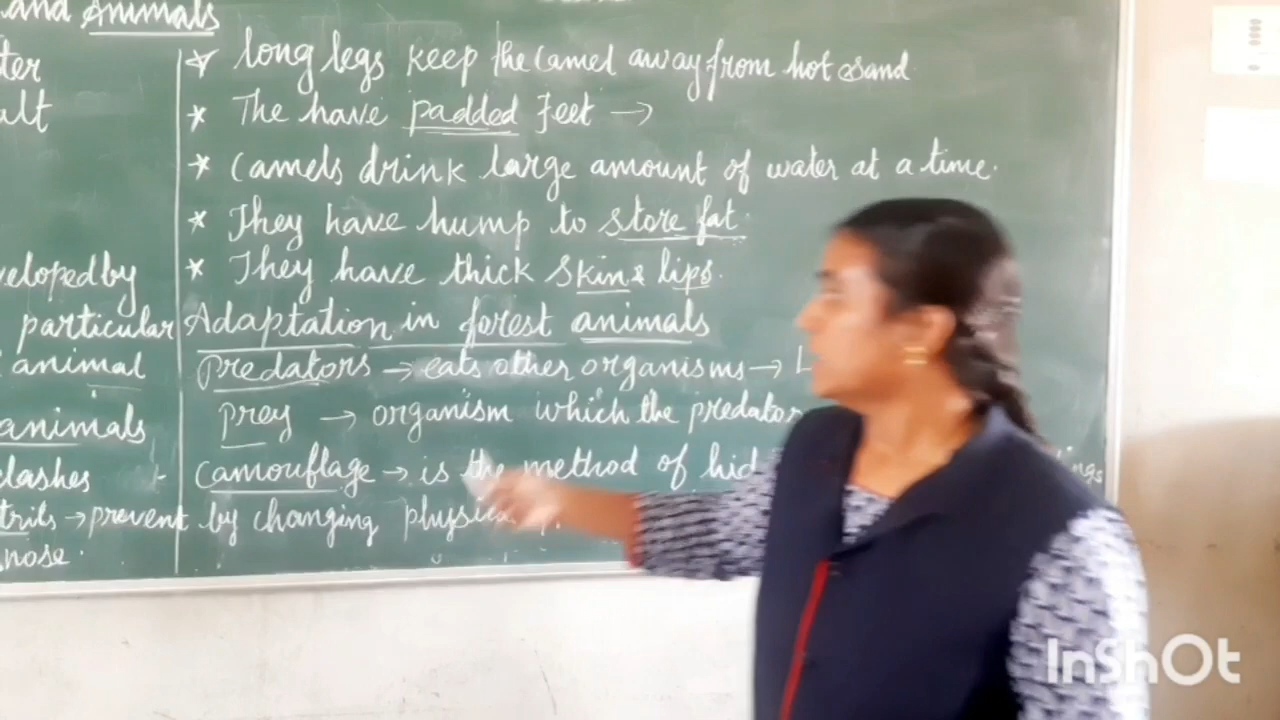 and Animals
ter
alt
veloped by
particular
animal
animals
elashes
trils → prevent
nose.
* long legs keep the camel away from hot sand
* The have padded feet →
* Camels drink large amount of water at a time.
* They have hump to store fat.
* They have thick skin & lips.
Adaptation in forest animals
Predators → eats other organisms → L
prey → organism which the predator
Camouflage → is the method of hid ings
by changing physical
InShOt